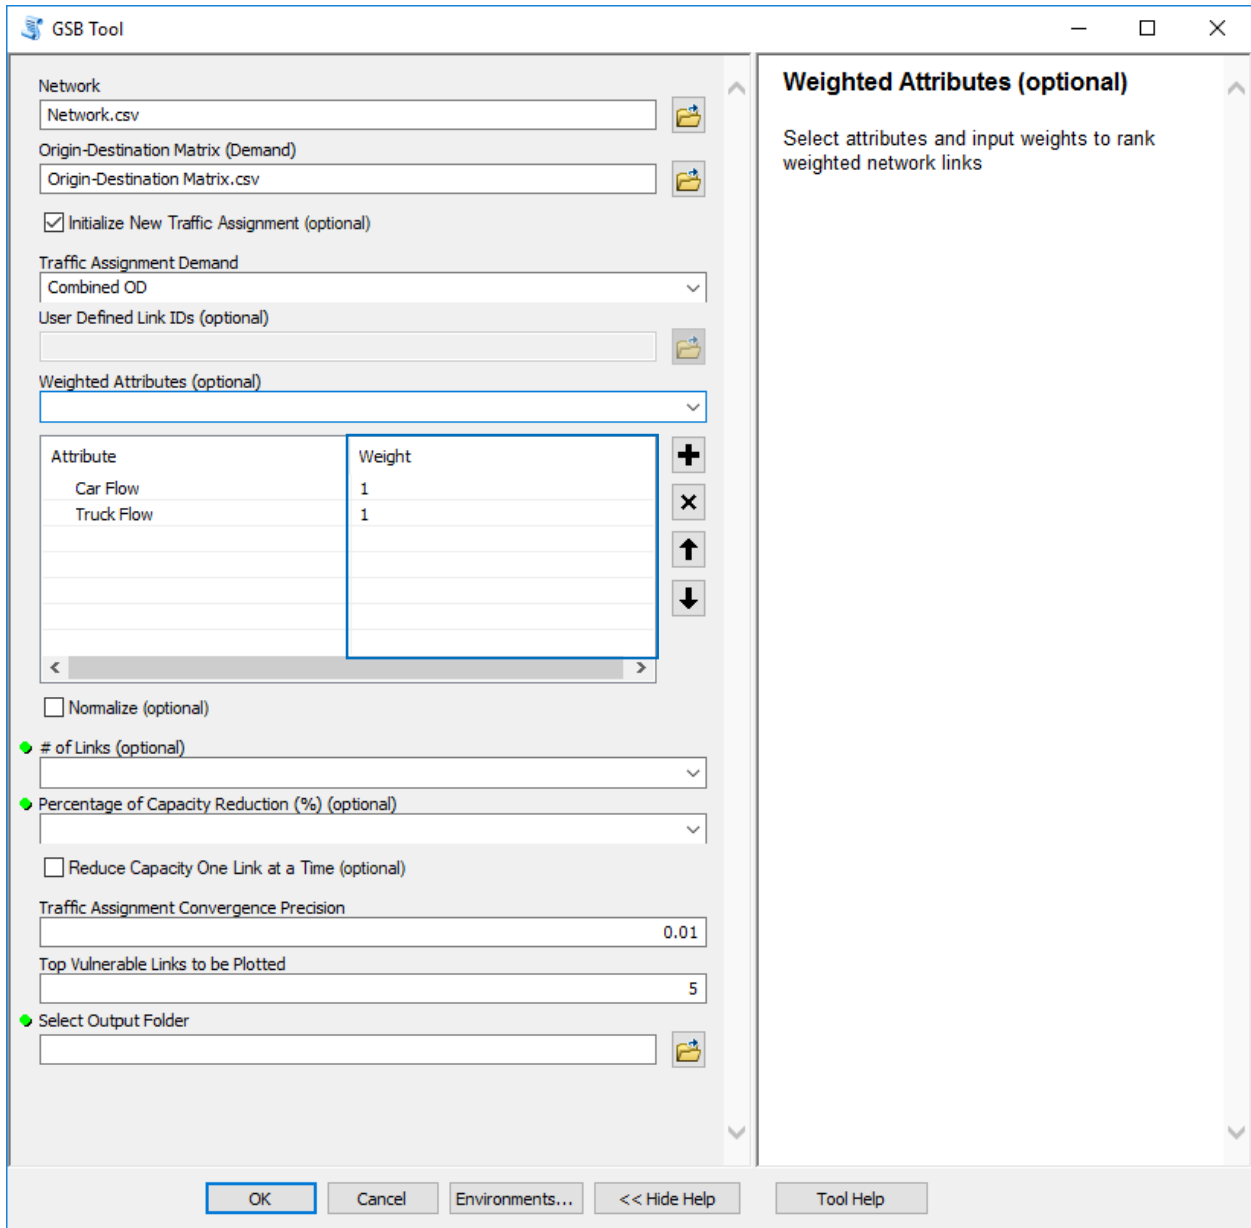 GSB Tool
Network
Network.csv
Origin-Destination Matrix (Demand)
Origin-Destination Matrix.csv
Initialize New Traffic Assignment (optional)
Traffic Assignment Demand
Combined OD
User Defined Link IDs (optional)
Weighted Attributes (optional)
Attribute Weight
Car Flow 1
Truck Flow 1
Normalize (optional)
# of Links (optional)
Percentage of Capacity Reduction (%) (optional)
Reduce Capacity One Link at a Time (optional)
Traffic Assignment Convergence Precision
0.01
Top Vulnerable Links to be Plotted
5
Select Output Folder
Weighted Attributes (optional)
Select attributes and input weights to rank
weighted network links
OK Cancel Environments... << Hide Help Tool Help